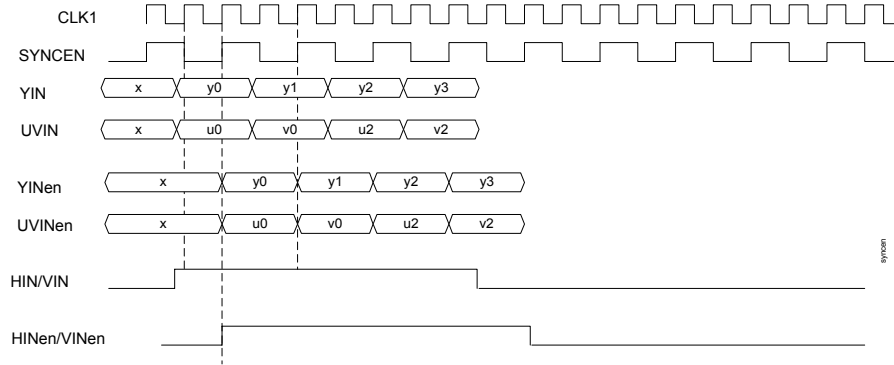 CLK1
SYNCEN
YIN x y0 y1 y2 y3
UVIN x u0 v0 u2 v2
YINen x y0 y1 y2 y3
UVINen x u0 v0 u2 v2
syncen
HIN/VIN
HINen/VINen